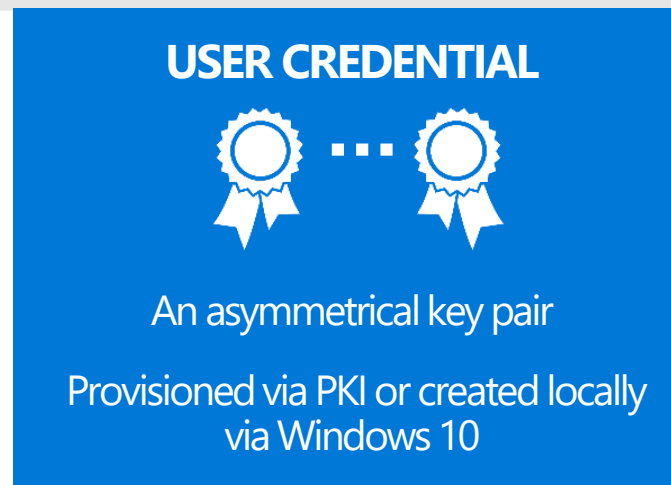 USER CREDENTIAL
An asymmetrical key pair
Provisioned via PKI or created locally
via Windows 10